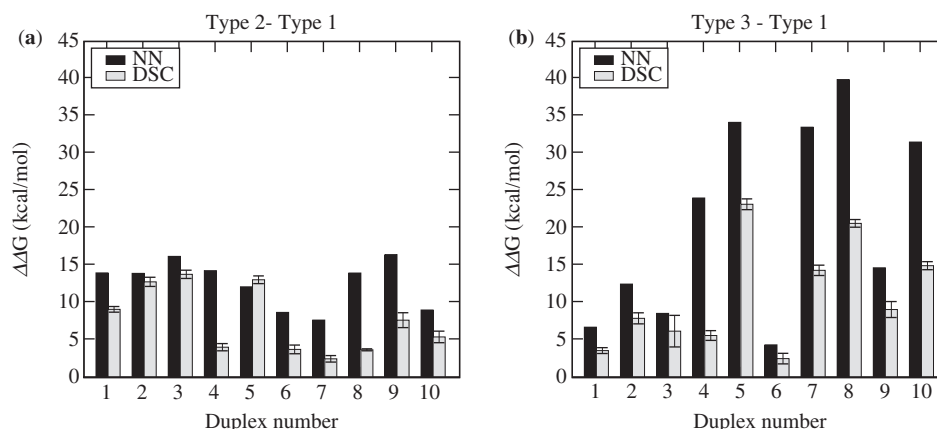 Type 2- Type 1
(a)
45
40
35
30
25
20
15
10
5
0
ΔΔG (kcal/mol)
NN
DSC
1 2 3 4 5 6 7 8 9 10
Duplex number
Type 3 - Type 1
(b)
45
40
35
30
25
20
15
10
5
0
ΔΔG (kcal/mol)
NN
DSC
1 2 3 4 5 6 7 8 9 10
Duplex number